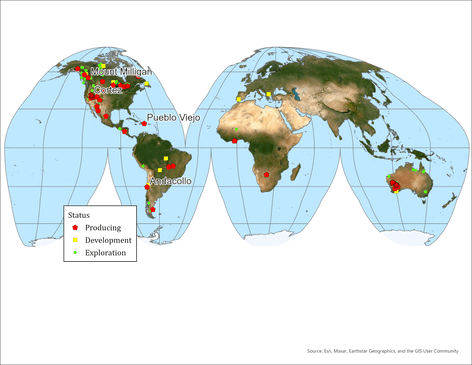 Mount Milligan
Cortez
Pueblo Viejo
Andacollo
Status
Producing
Development
Exploration
Source: Esri, Maxar, Earthstar Geographics, and the GIS User Community